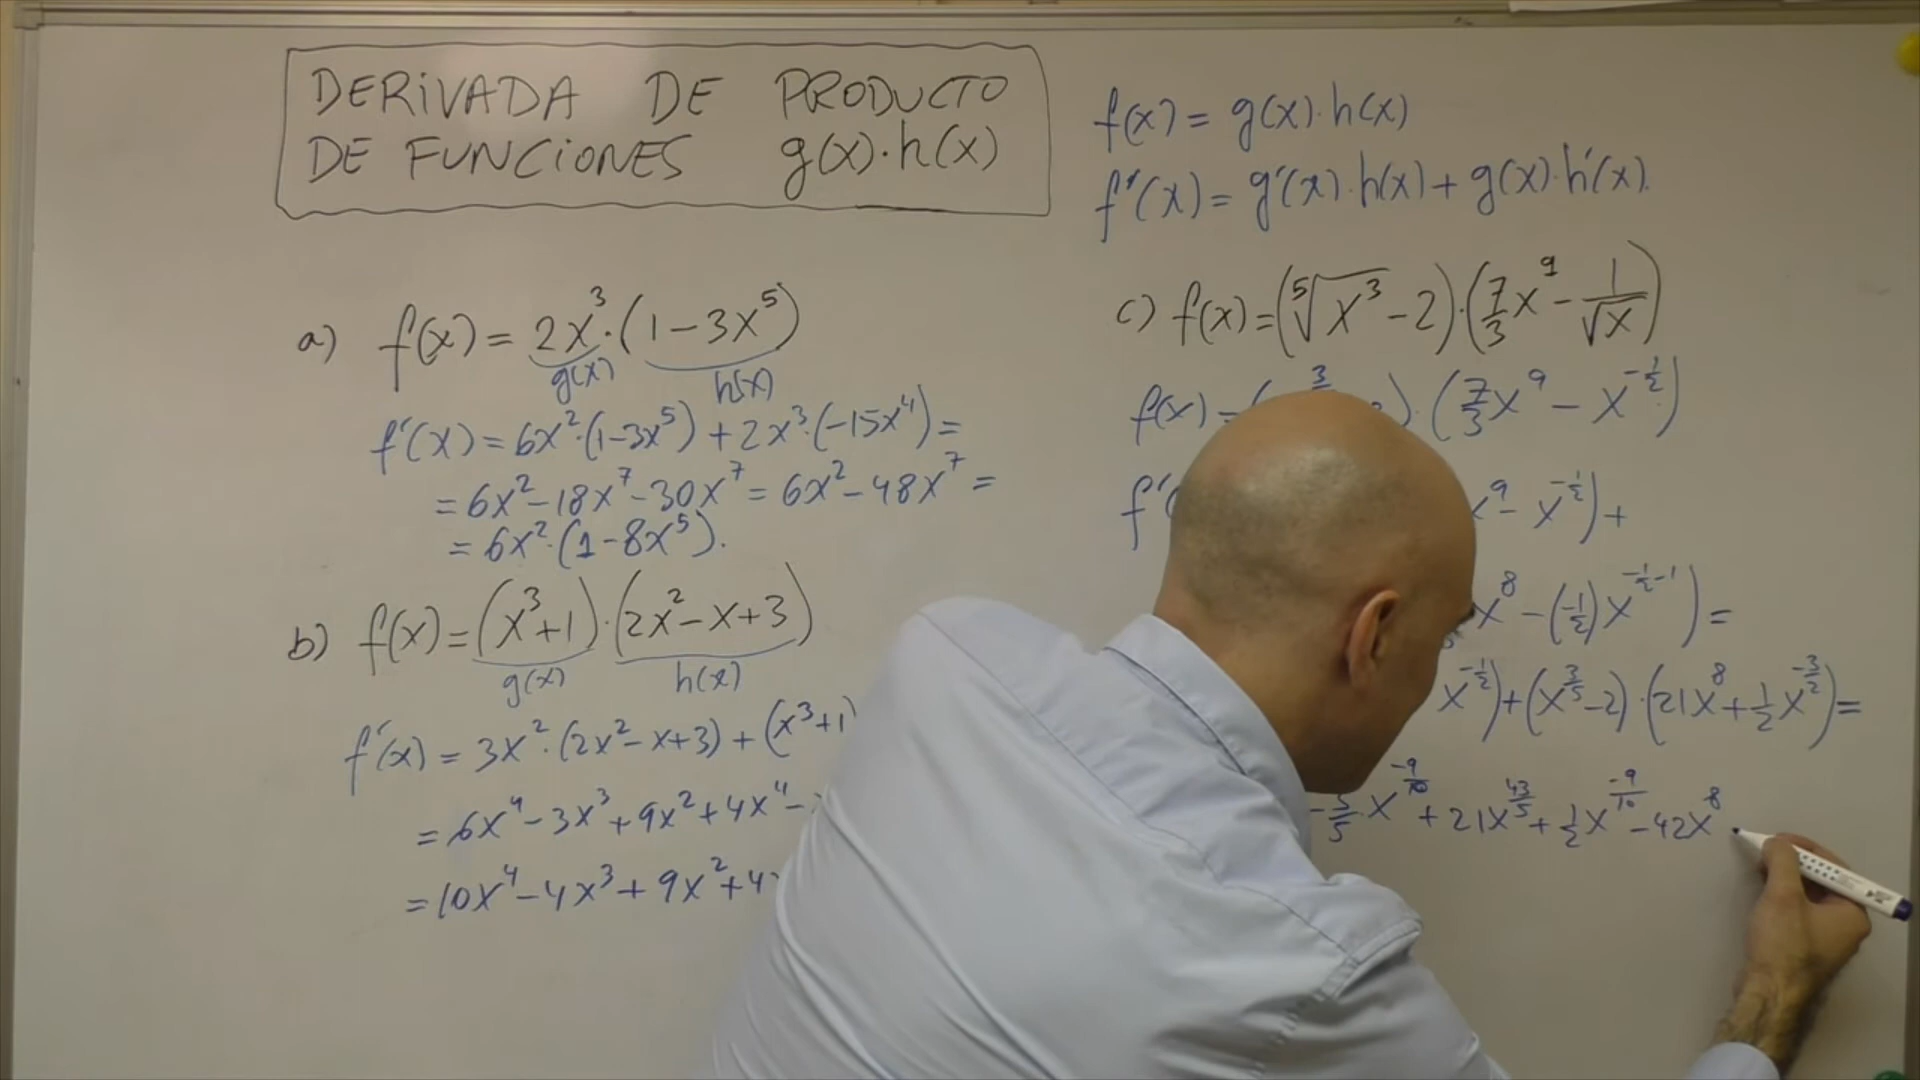 DERIVADA DE PRODUCTO
DE FUNCIONES g(x)·h(x)
a) f(x) = 2x³·(1-3x⁵)
g(x) h(x)
f'(x) = 6x²·(1-3x⁵) + 2x³·(-15x⁴) =
= 6x² - 18x⁷ - 30x⁷ = 6x² - 48x⁷ =
= 6x²·(1-8x⁵).
b) f(x) = (x³+1)·(2x²-x+3)
g(x) h(x)
f'(x) = 3x²·(2x²-x+3) + (x³+1)
= 6x⁴ - 3x³ + 9x² + 4x⁴ -
= 10x⁴ - 4x³ + 9x² + 4
f(x) = g(x)·h(x)
f'(x) = g'(x)·h(x) + g(x)·h'(x).
c) f(x) = (⁵√x³ - 2)·(7/3 x⁹ - 1/√x)
f(x) = ( 3 )·(7/3 x⁹ - x^(-1/2))
f'( x⁹ - x^(-1/2)) +
x⁸ - (-1/2)x^(-1/2-1)) =
x^(-1/2)) + (x^(3/5) - 2)·(21x⁸ + 1/2 x^(-3/2)) =
- 3/5 x^(-9/10) + 21x^(43/5) + 1/2 x^(-9/10) - 42x⁸